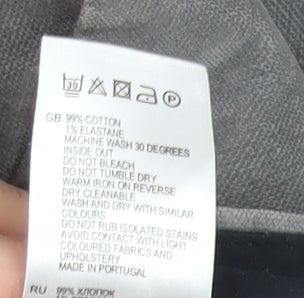 30 P
GB 99% COTTON
1% ELASTANE
MACHINE WASH 30 DEGREES
INSIDE OUT
DO NOT BLEACH
DO NOT TUMBLE DRY
WARM IRON ON REVERSE
DRY CLEANABLE
WASH AND DRY WITH SIMILAR
COLOURS
DO NOT RUB ISOLATED STAINS
AVOID CONTACT WITH LIGHT
COLOURED FABRICS AND
UPHOLSTERY
MADE IN PORTUGAL
RU 99% ХЛОПОК